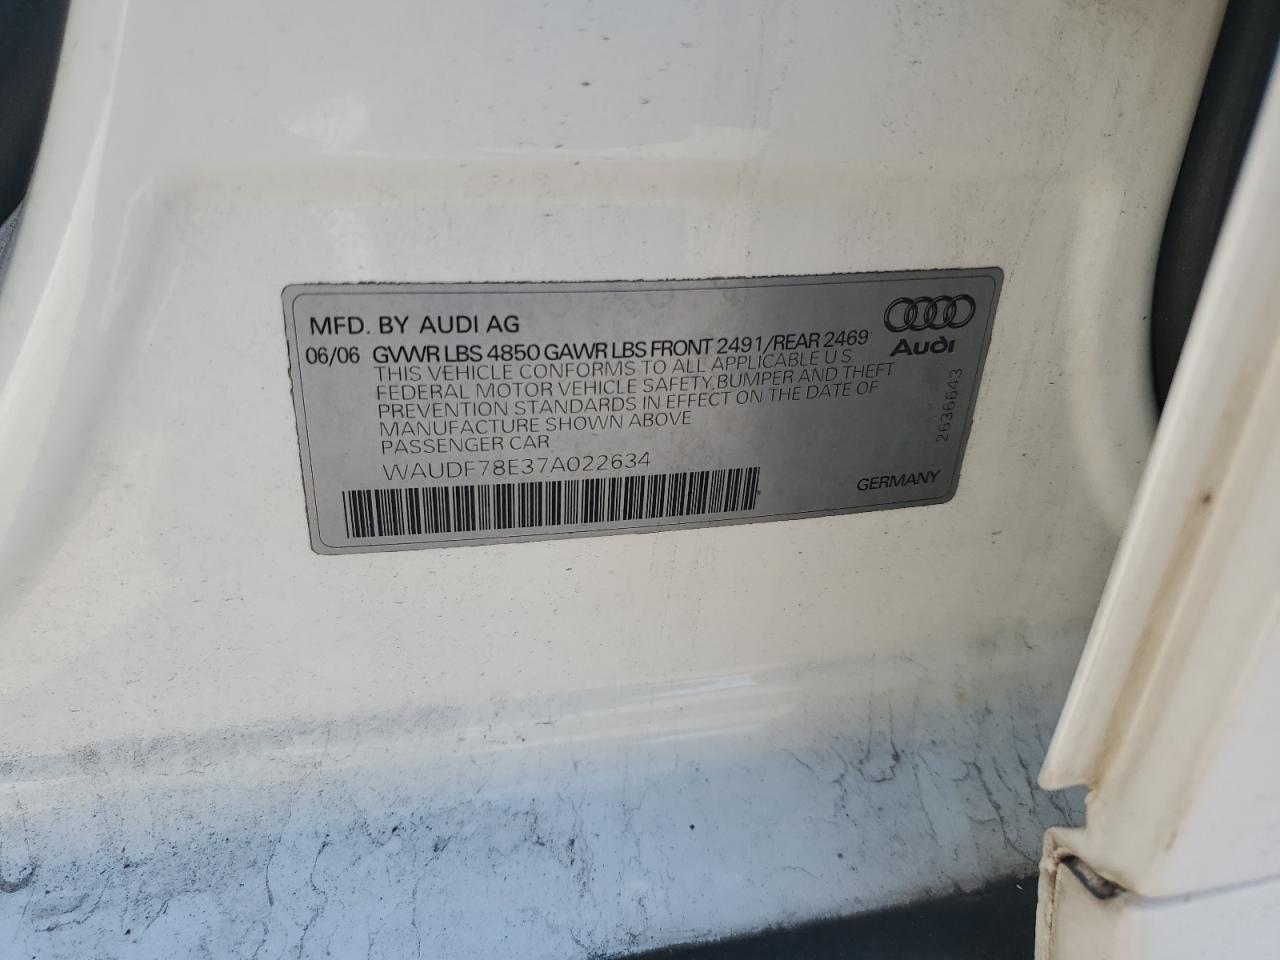 MFD. BY AUDI AG
06/06 GVWR LBS 4850 GAWR LBS FRONT 2491/REAR 2469
THIS VEHICLE CONFORMS TO ALL APPLICABLE U S
FEDERAL MOTOR VEHICLE SAFETY, BUMPER AND THEFT
PREVENTION STANDARDS IN EFFECT ON THE DATE OF
MANUFACTURE SHOWN ABOVE
PASSENGER CAR
WAUDF78E37A022634
Audi
2636643
GERMANY